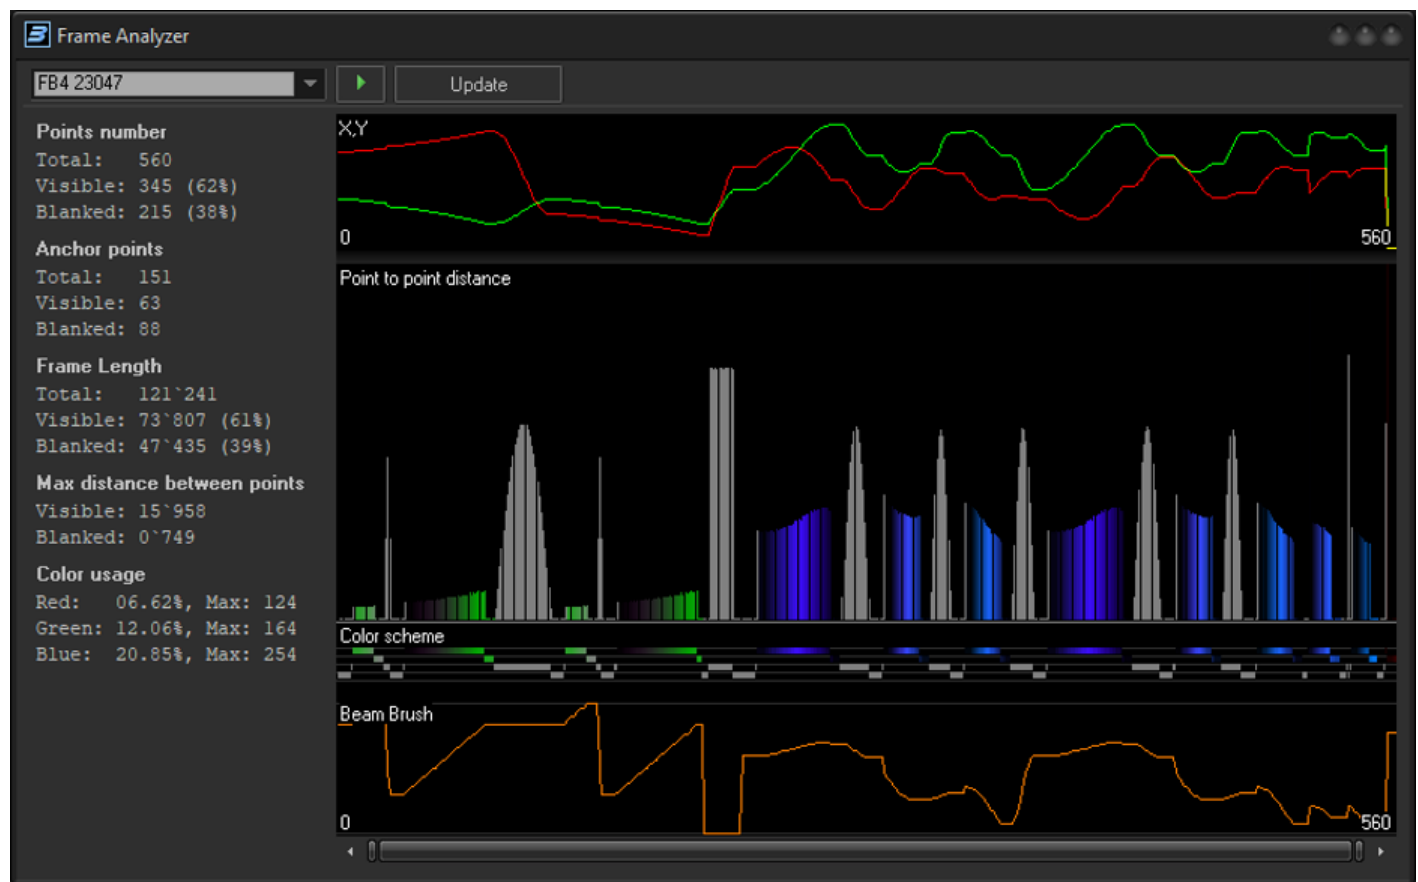 Frame Analyzer
FB4 23047
Update
Points number
Total: 560
Visible: 345 (62%)
Blanked: 215 (38%)
Anchor points
Total: 151
Visible: 63
Blanked: 88
Frame Length
Total: 121`241
Visible: 73`807 (61%)
Blanked: 47`435 (39%)
Max distance between points
Visible: 15`958
Blanked: 0`749
Color usage
Red: 06.62%, Max: 124
Green: 12.06%, Max: 164
Blue: 20.85%, Max: 254
X,Y
0
560
Point to point distance
Color scheme
Beam Brush
0
560